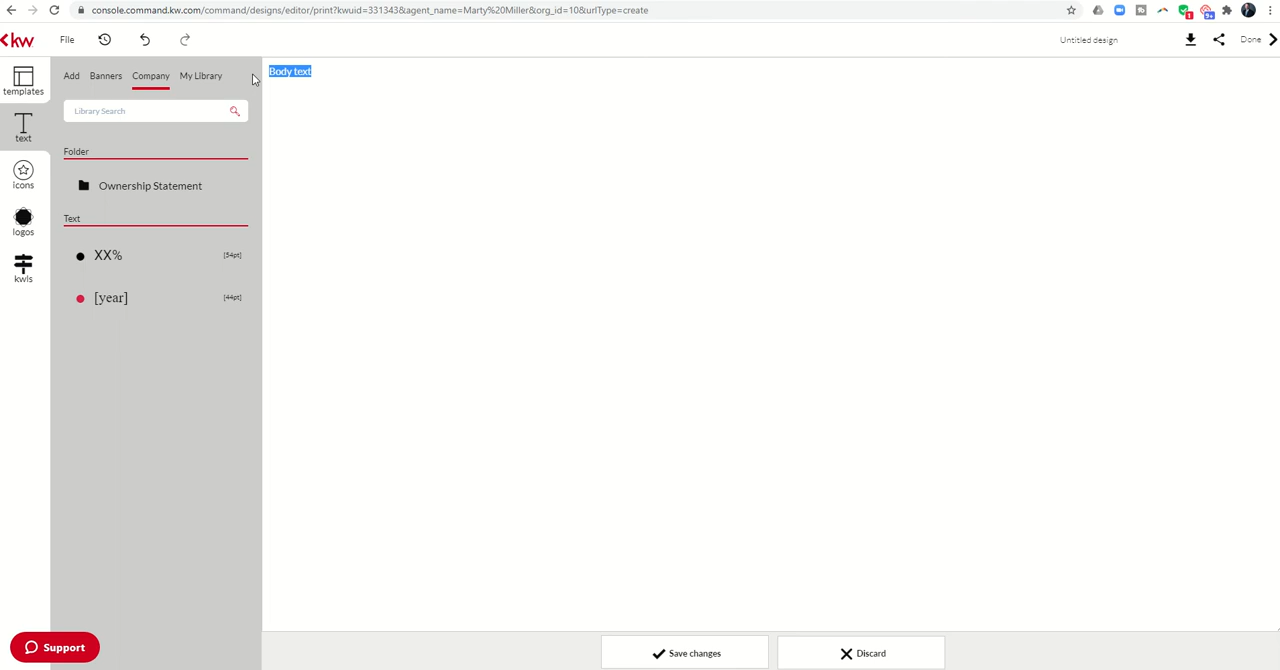 console.command.kw.com/command/designs/editor/print?kwuid=331343&agent_name=Marty%20Miller&org_id=10&urlType=create
9+
kw
File
Untitled design
Done
templates
text
icons
logos
kwls
Add Banners Company My Library
Library Search
Folder
Ownership Statement
Text
XX% [54pt]
[year] [44pt]
Body text
Support
Save changes
Discard